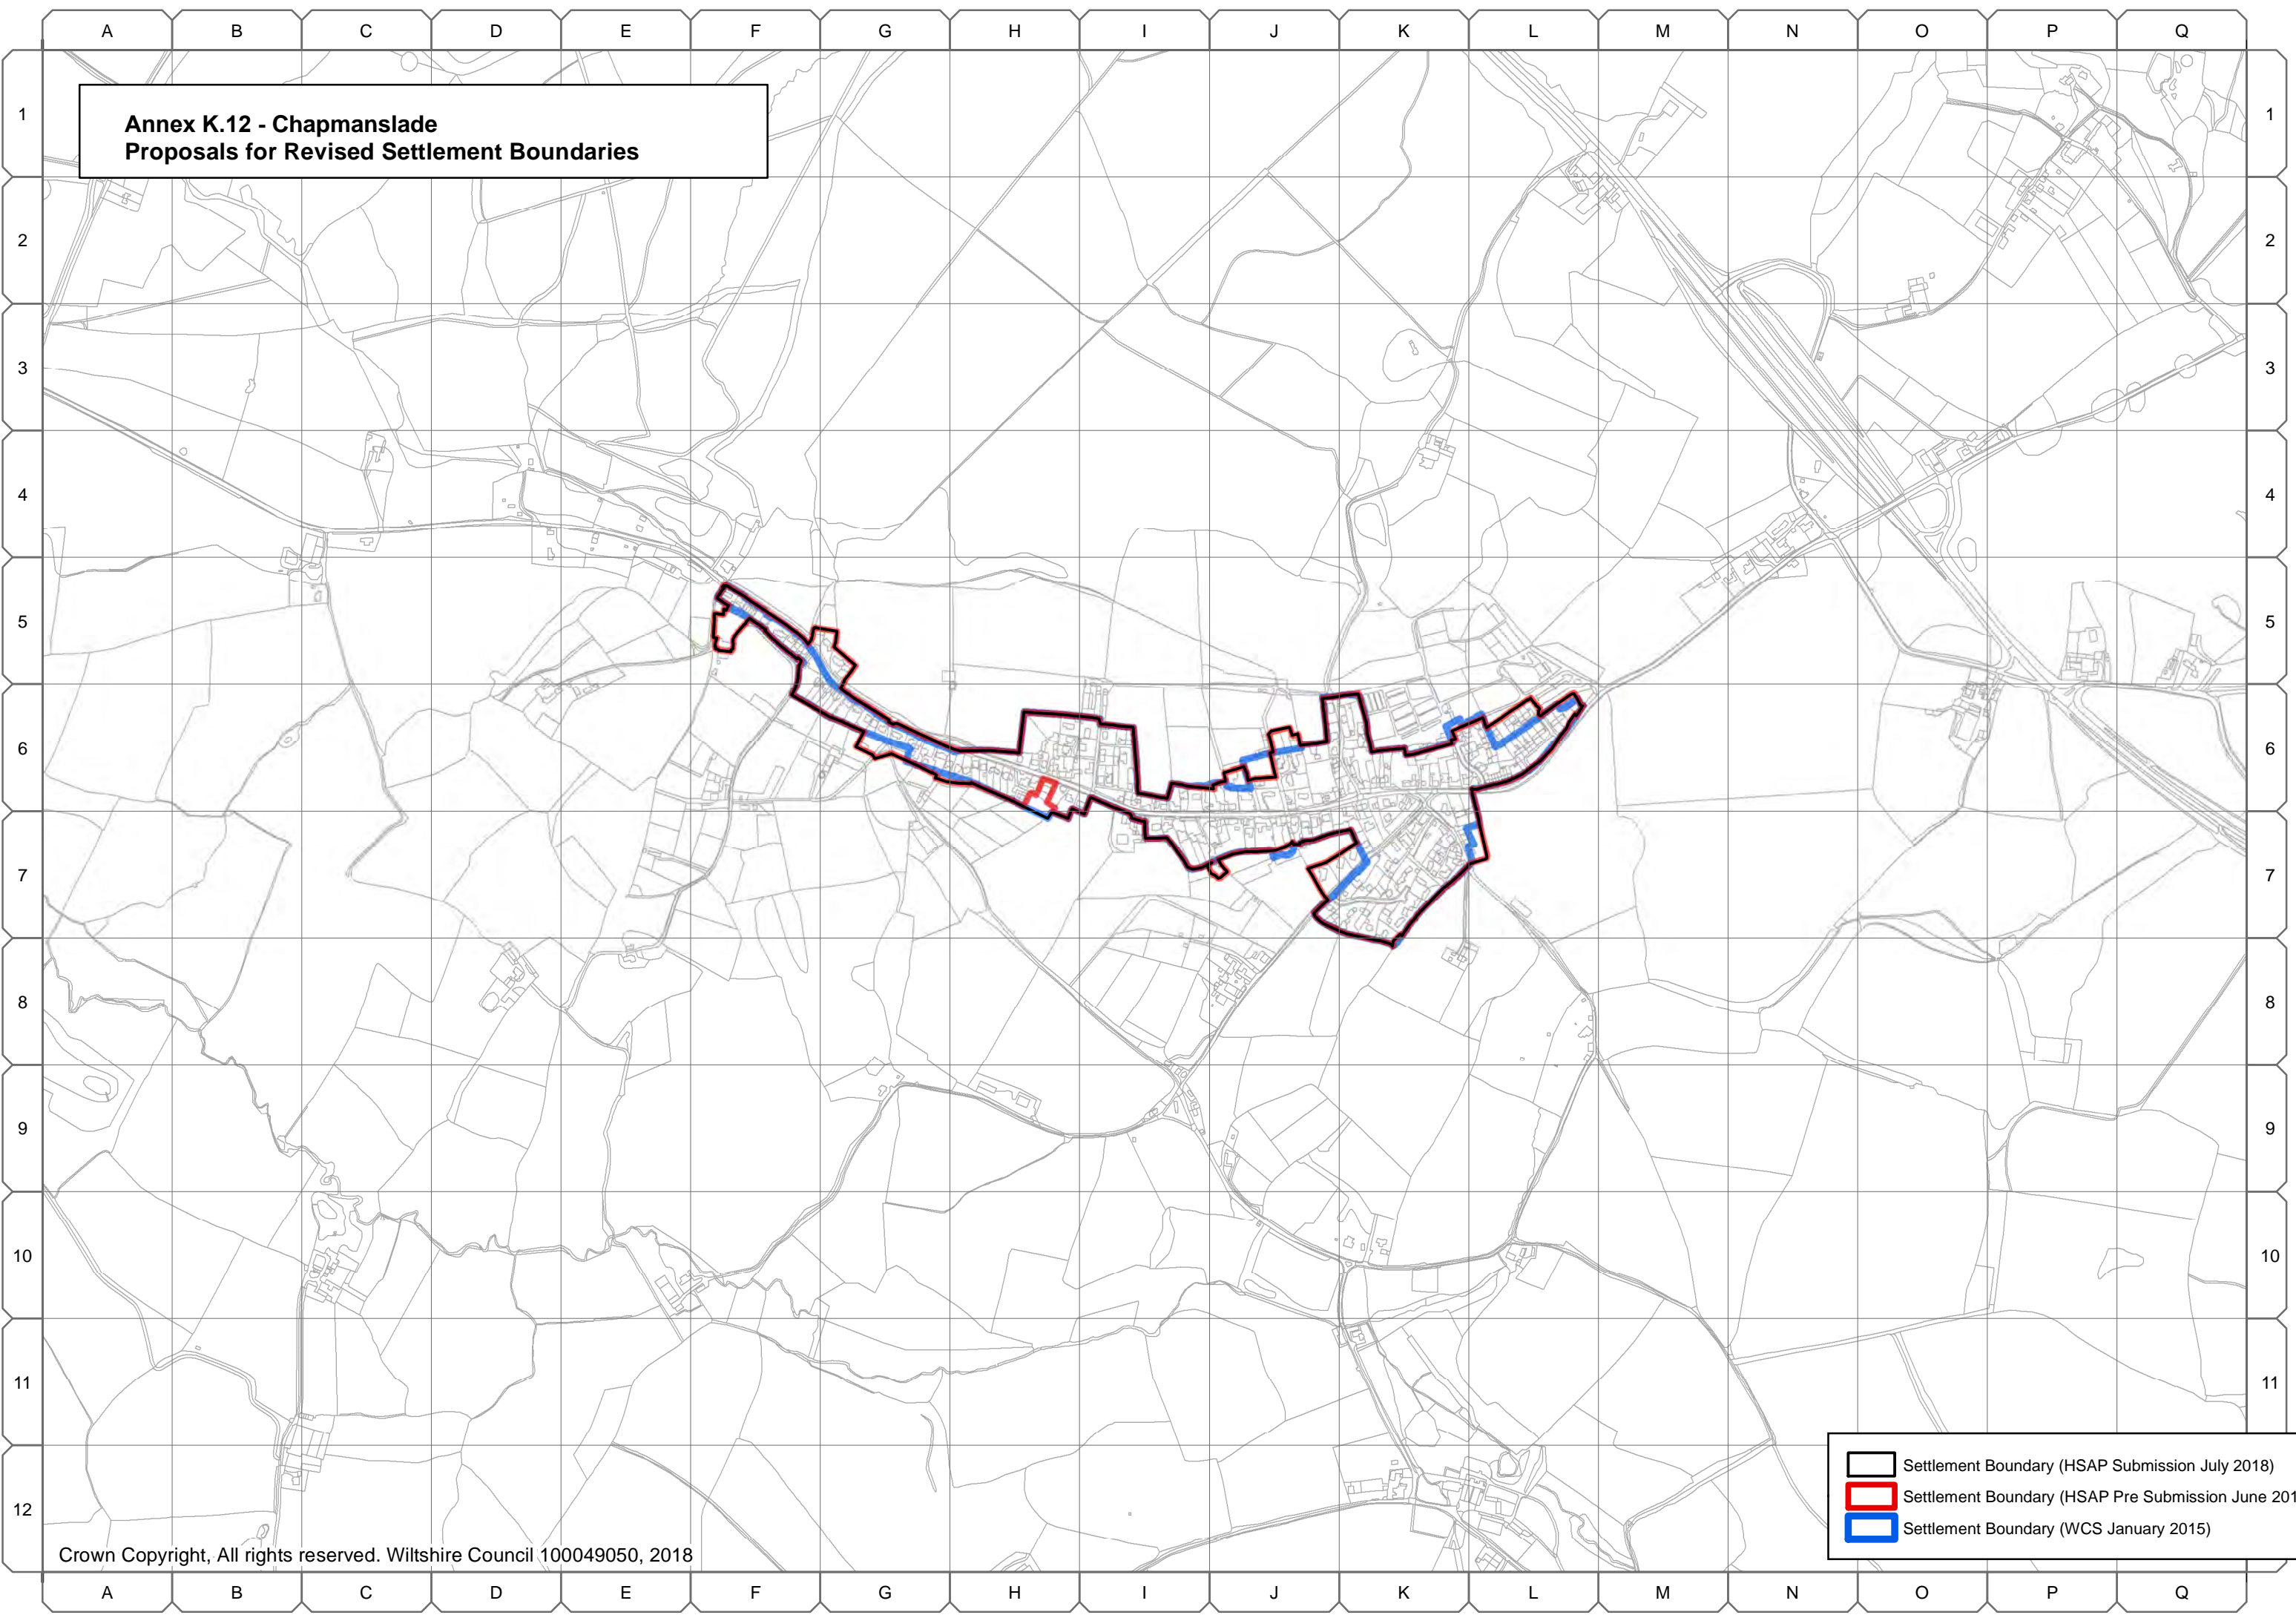 A B C D E F G H I J K L M N O P Q
Annex K.12 - Chapmanslade
Proposals for Revised Settlement Boundaries
1 1
2 2
3 3
4 4
5 5
6 6
7 7
8 8
9 9
10 10
11 11
12 12
Settlement Boundary (HSAP Submission July 2018)
Settlement Boundary (HSAP Pre Submission June 201
Settlement Boundary (WCS January 2015)
Crown Copyright, All rights reserved. Wiltshire Council 100049050, 2018
A B C D E F G H I J K L M N O P Q